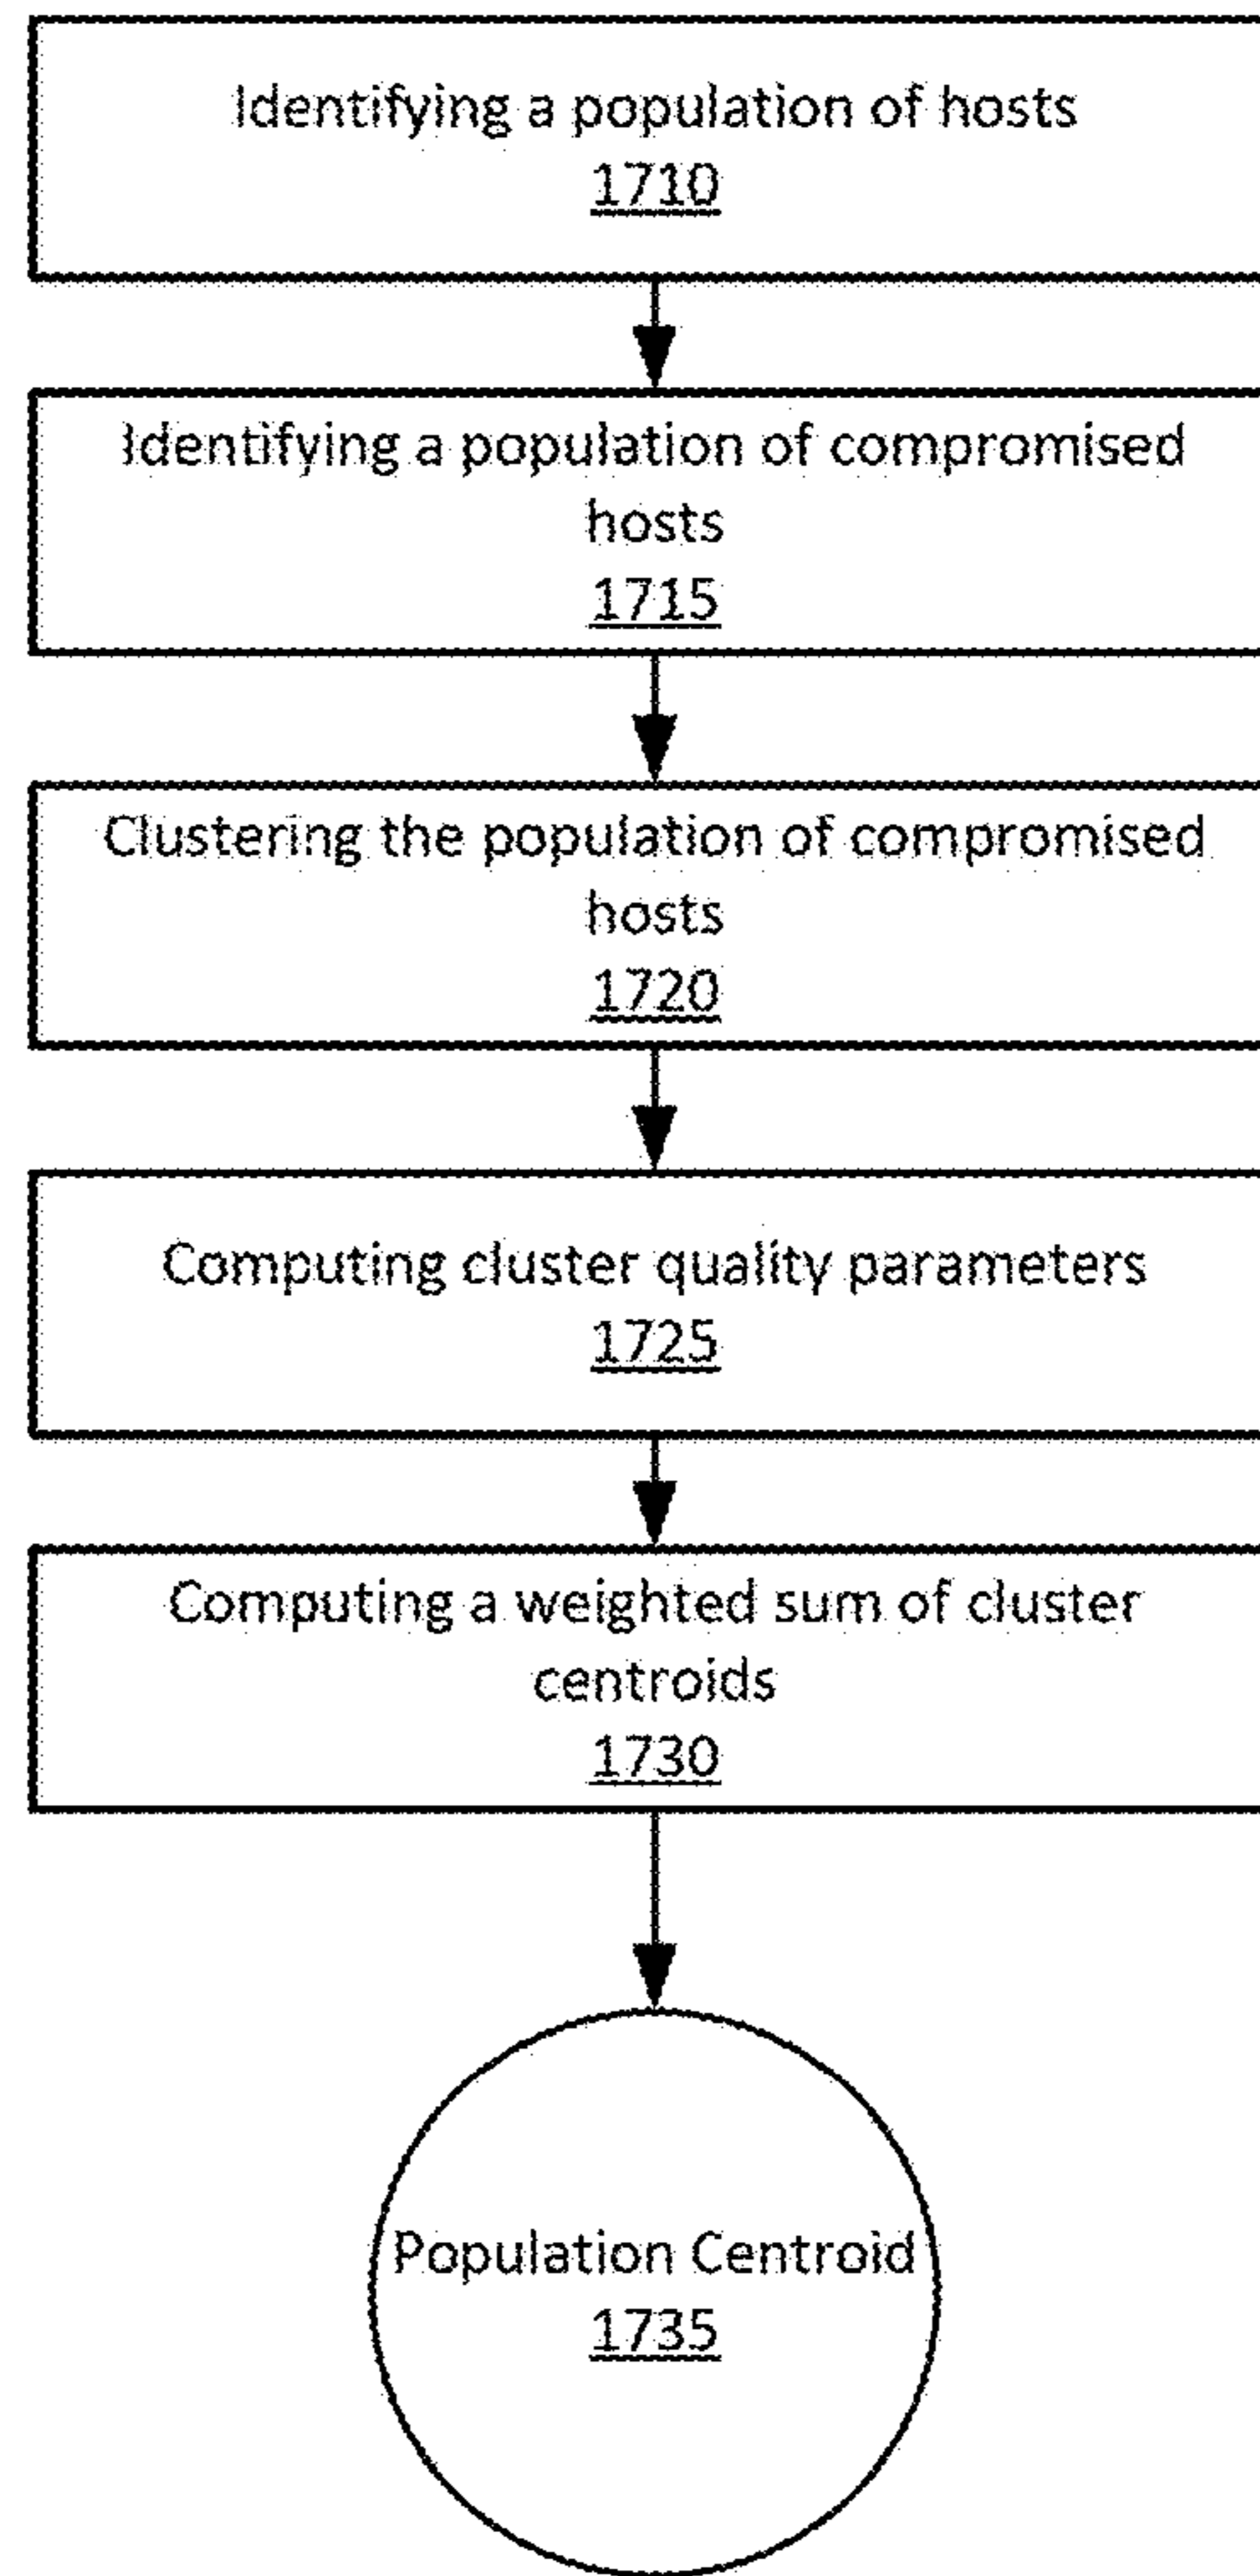 Identifying a population of hosts
1710
Identifying a population of compromised
hosts
1715
Clustering the population of compromised
hosts
1720
Computing cluster quality parameters
1725
Computing a weighted sum of cluster
centroids
1730
Population Centroid
1735